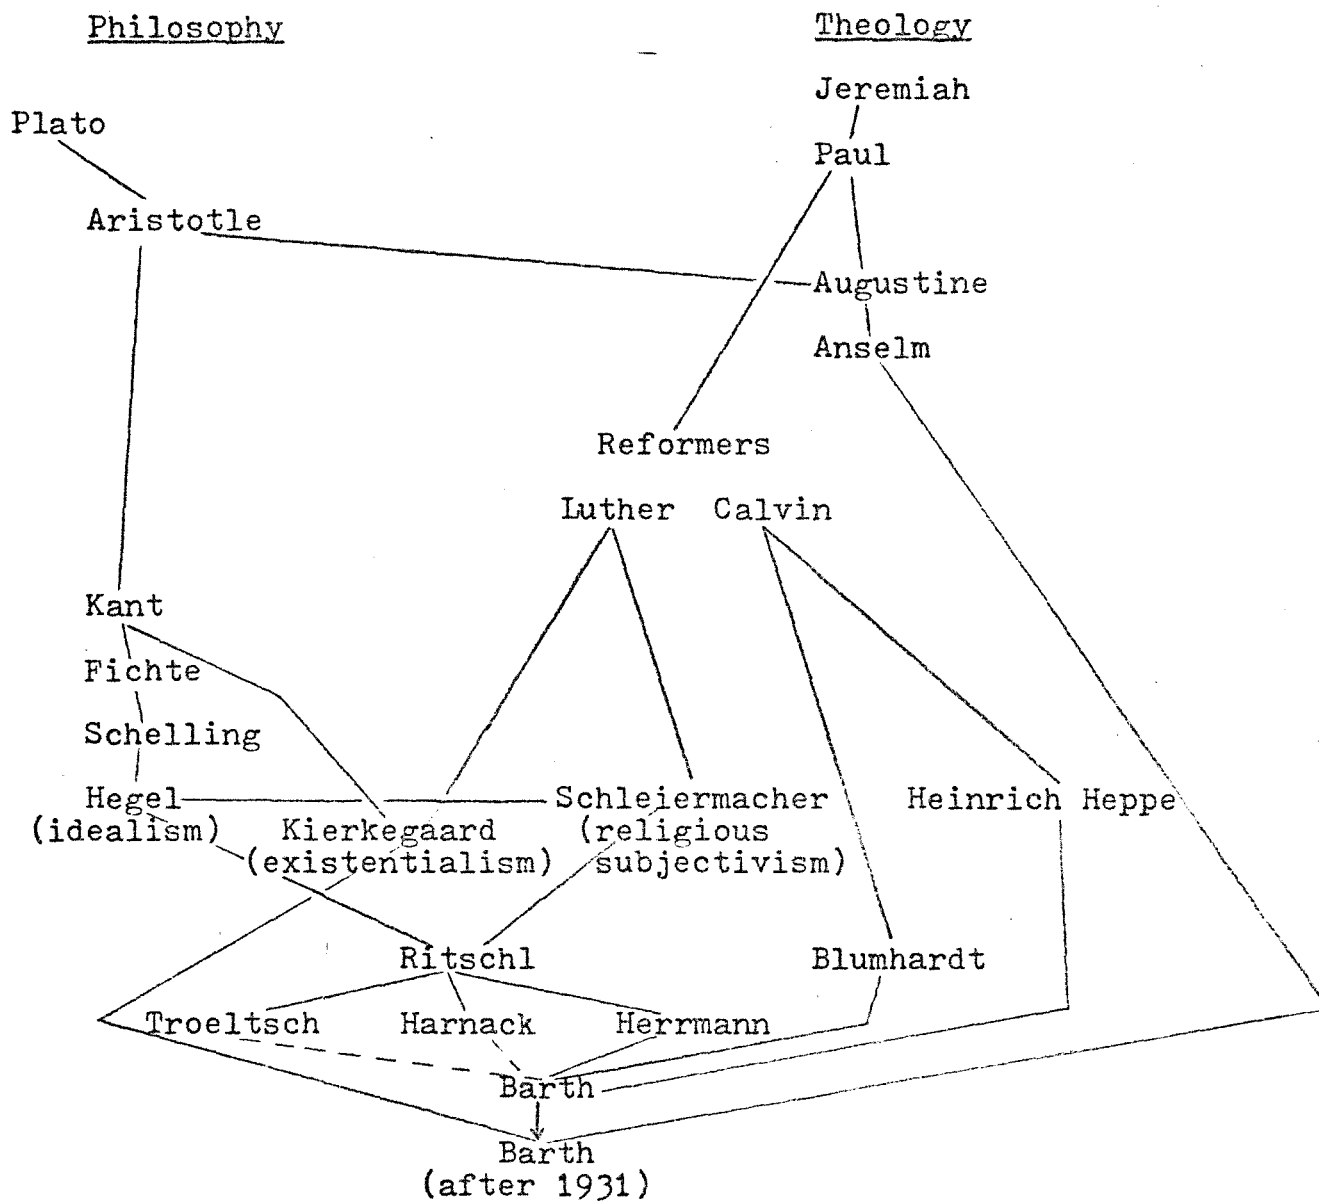 Philosophy Theology
Jeremiah
Plato
Paul
Aristotle
Augustine
Anselm
Reformers
Luther Calvin
Kant
Fichte
Schelling
Hegel Schleiermacher Heinrich Heppe
(idealism) Kierkegaard (religious
(existentialism) subjectivism)
Ritschl Blumhardt
Troeltsch Harnack Herrmann
Barth
Barth
(after 1931)